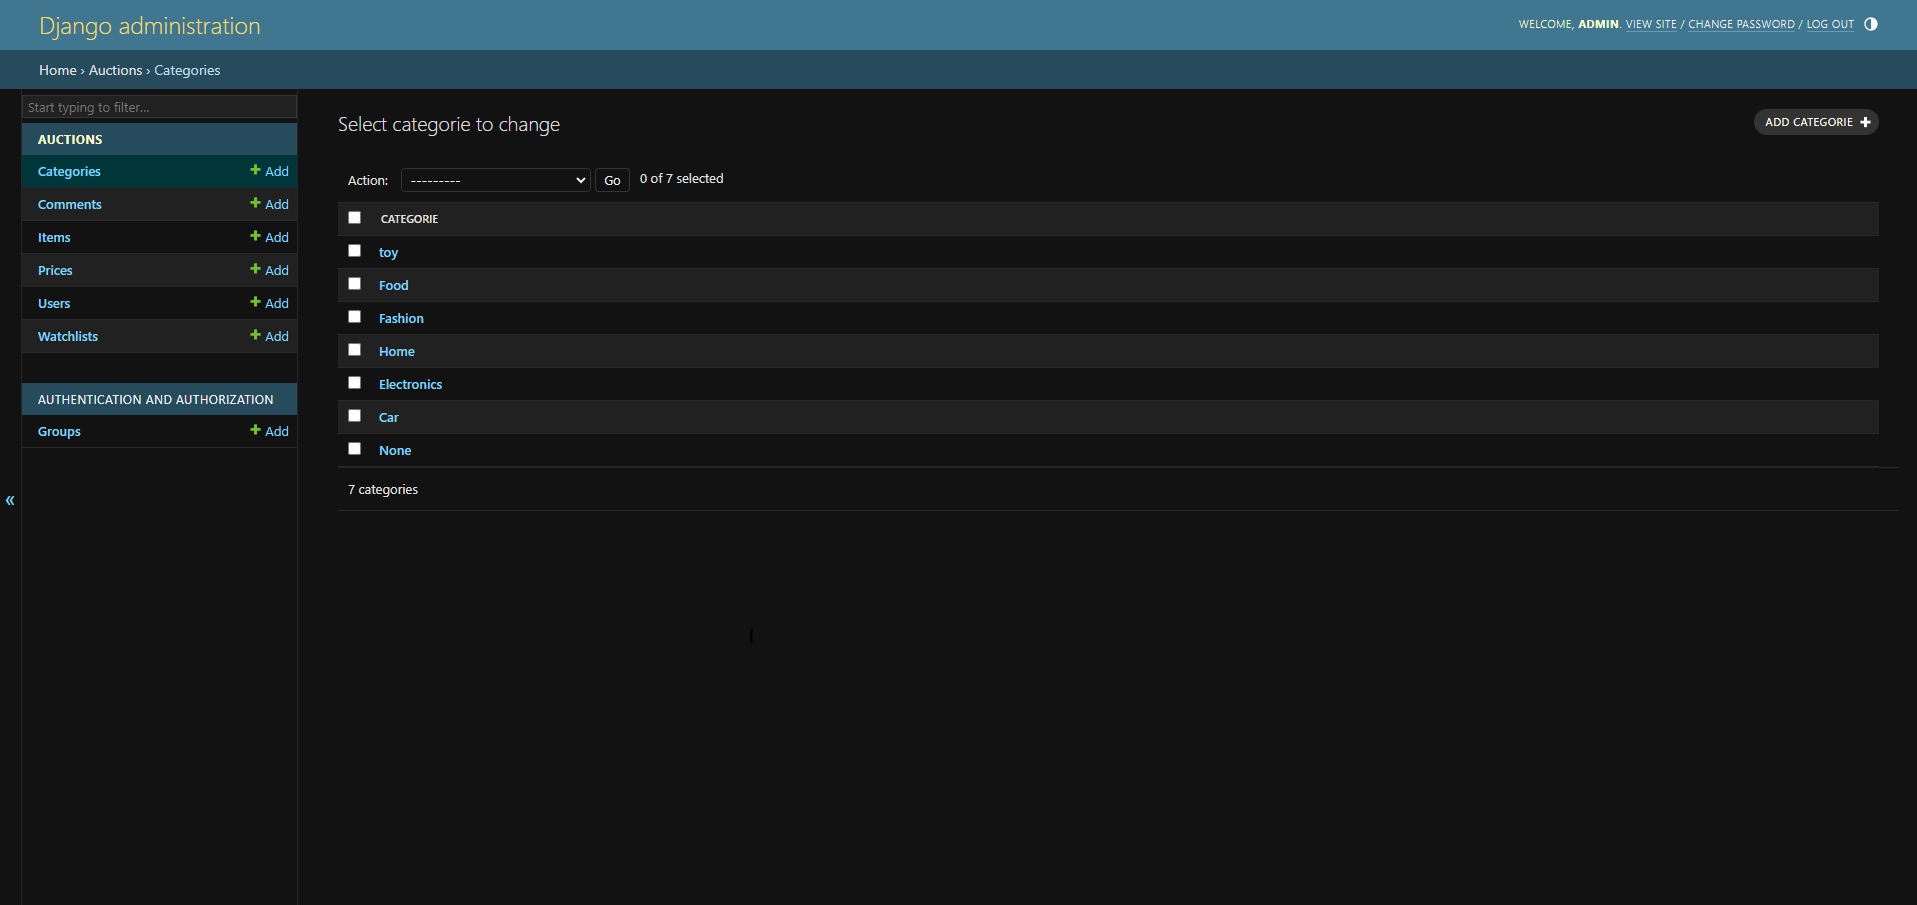 Django administration
WELCOME, ADMIN. VIEW SITE / CHANGE PASSWORD / LOG OUT
Home › Auctions › Categories
Start typing to filter...
AUCTIONS
Categories + Add
Comments + Add
Items + Add
Prices + Add
Users + Add
Watchlists + Add
AUTHENTICATION AND AUTHORIZATION
Groups + Add
«
Select categorie to change
ADD CATEGORIE +
Action: --------- Go 0 of 7 selected
CATEGORIE
toy
Food
Fashion
Home
Electronics
Car
None
7 categories